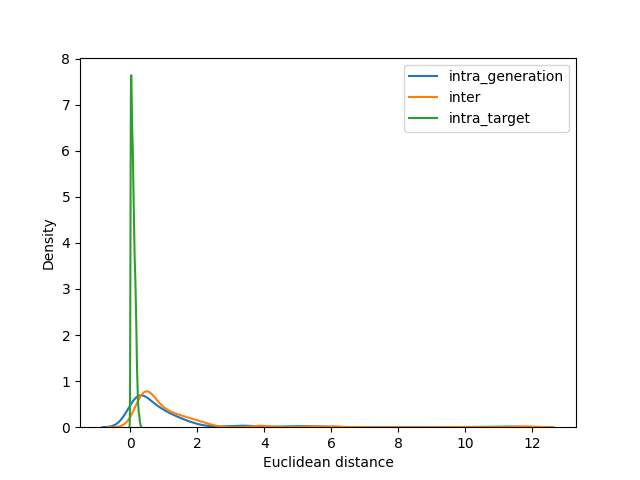 8
7
6
5
4
3
2
1
0
Density
0 2 4 6 8 10 12
Euclidean distance
intra_generation
inter
intra_target